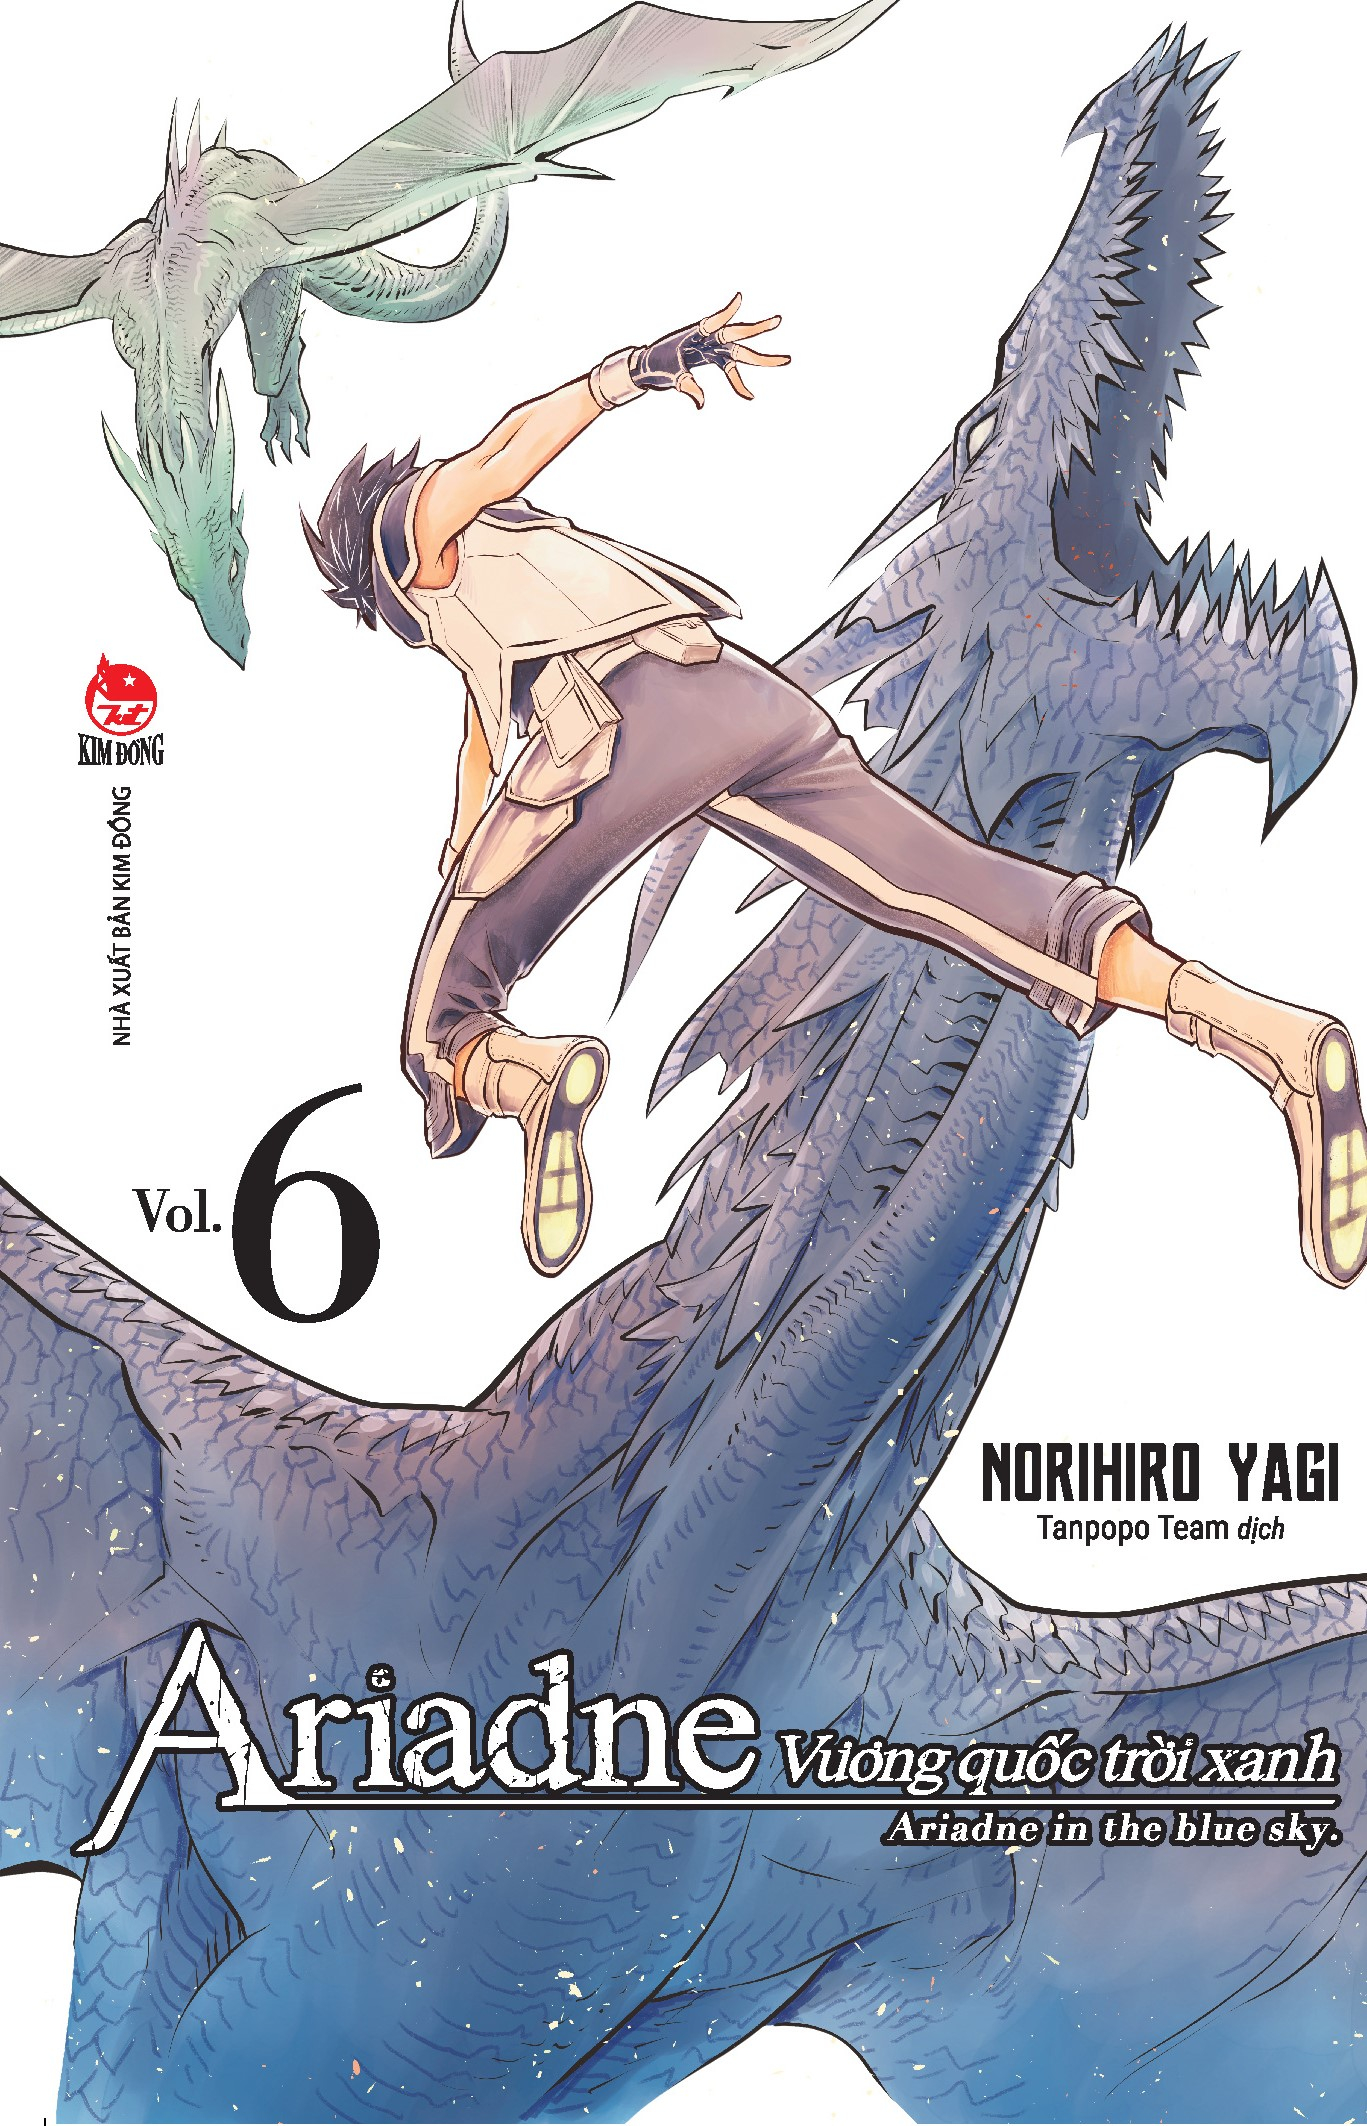 Kết
KIM ĐỒNG
NHÀ XUẤT BẢN KIM ĐỒNG
Vol. 6
NORIHIRO YAGI
Tanpopo Team dịch
Ariadne Vương quốc trời xanh
Ariadne in the blue sky.